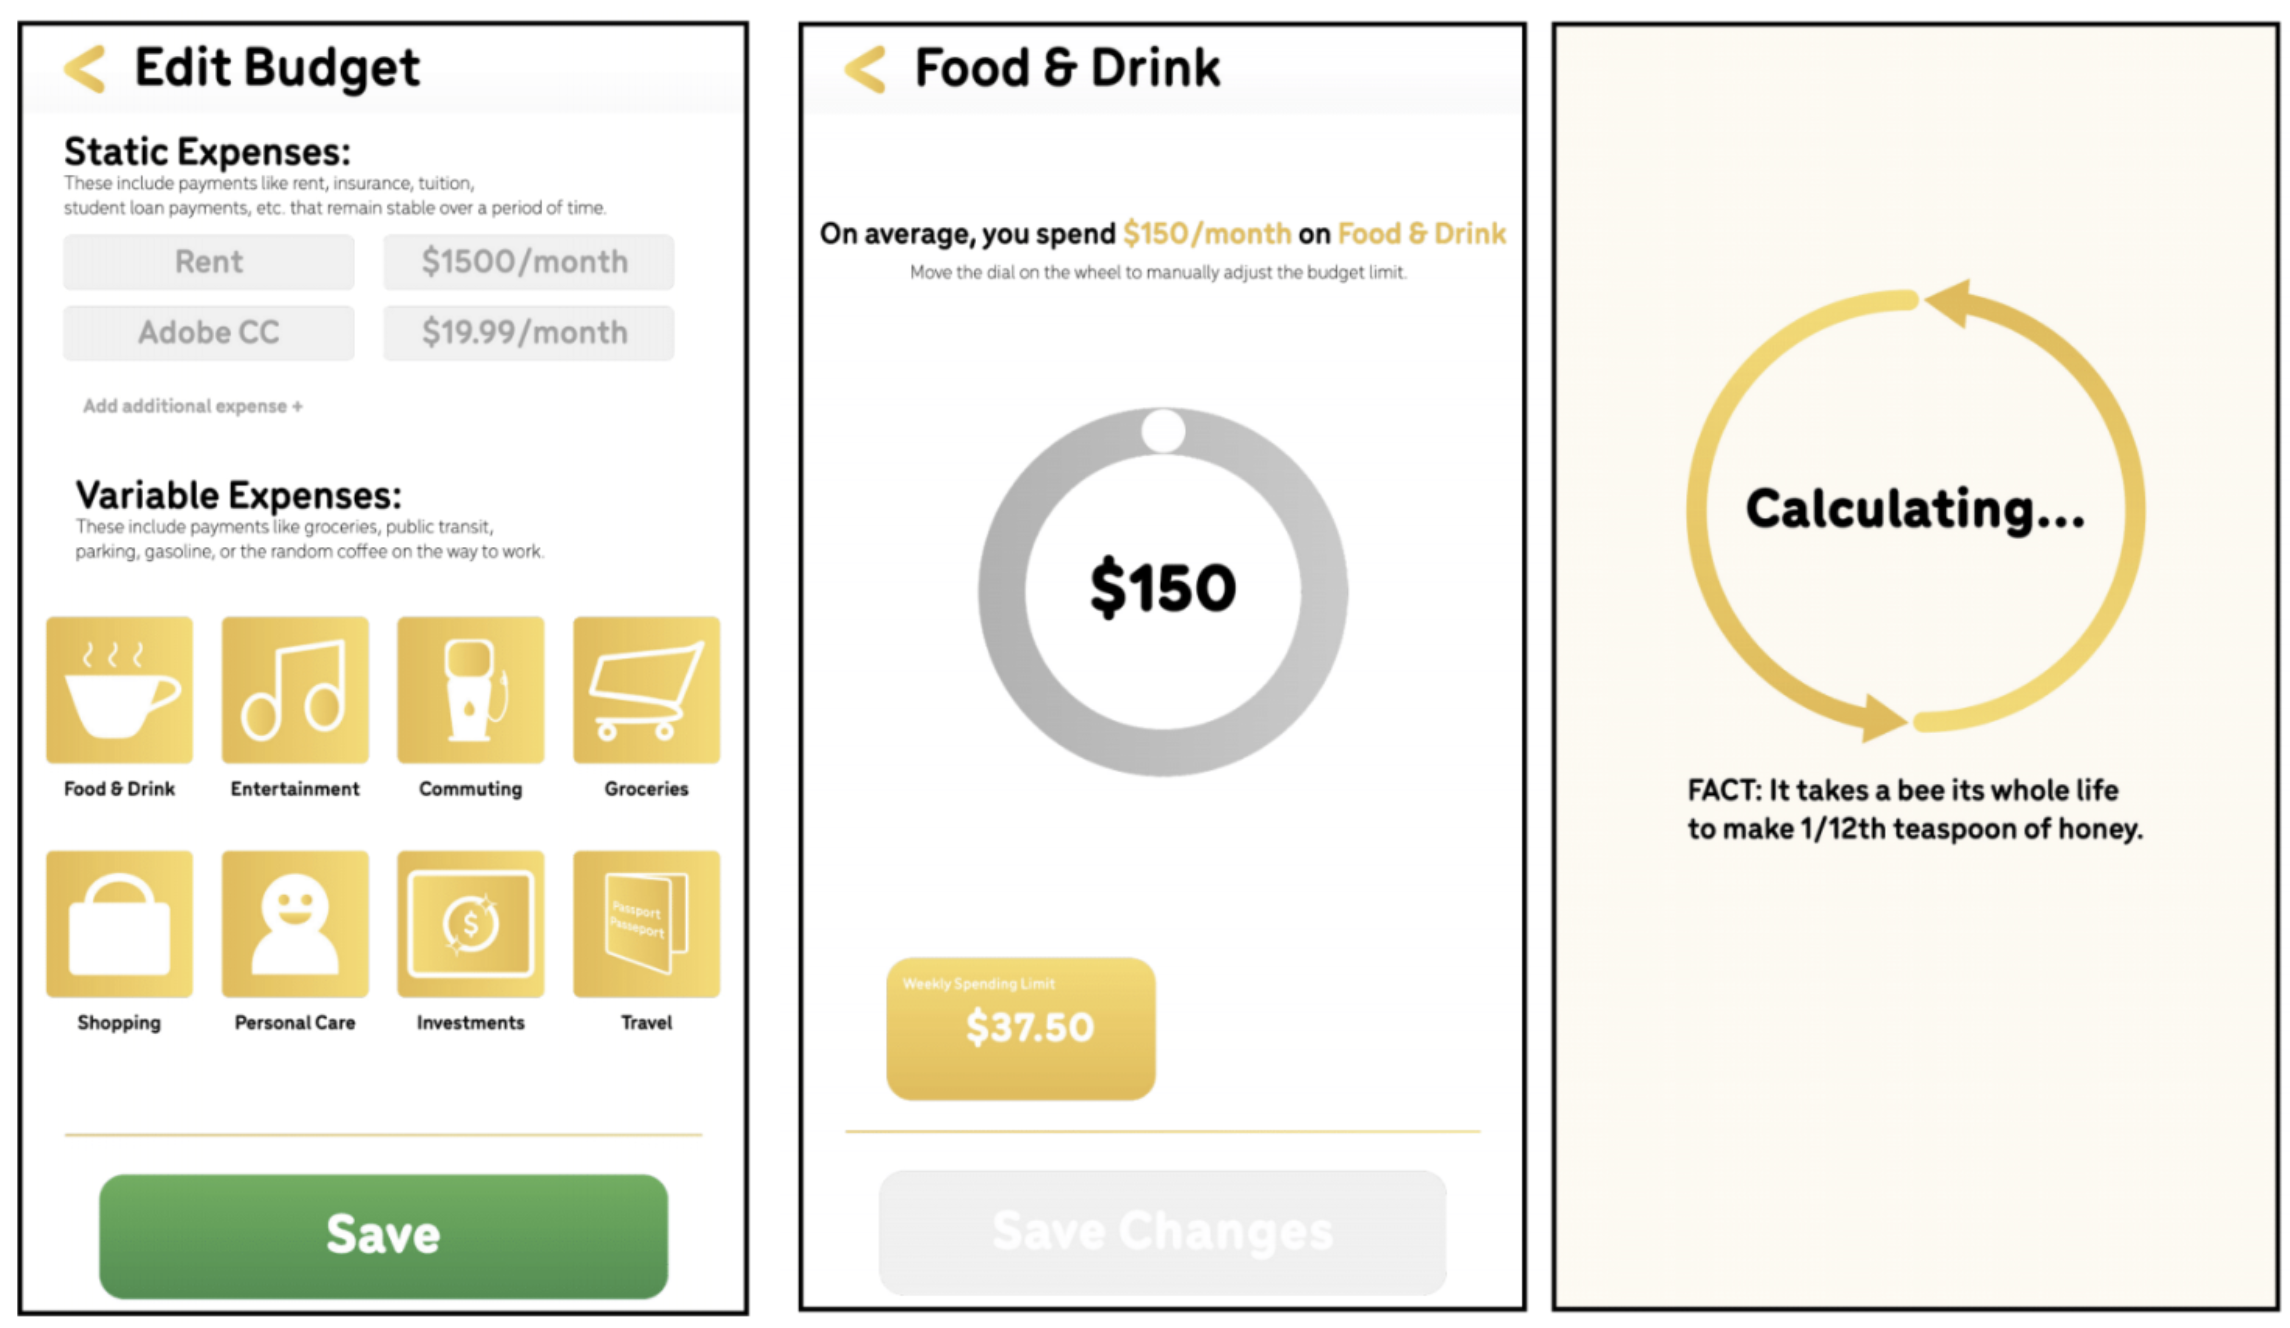 Edit Budget
Static Expenses:
These include payments like rent, insurance, tuition,
student loan payments, etc. that remain stable over a period of time.
Rent
$1500/month
Adobe CC
$19.99/month
Add additional expense +
Variable Expenses:
These include payments like groceries, public transit,
parking, gasoline, or the random coffee on the way to work.
Food & Drink
Entertainment
Commuting
Groceries
$
Passport
Passeport
Shopping
Personal Care
Investments
Travel
Save
Food & Drink
On average, you spend $150/month on Food & Drink
Move the dial on the wheel to manually adjust the budget limit.
$150
Weekly Spending Limit
$37.50
Save Changes
Calculating...
FACT: It takes a bee its whole life
to make 1/12th teaspoon of honey.